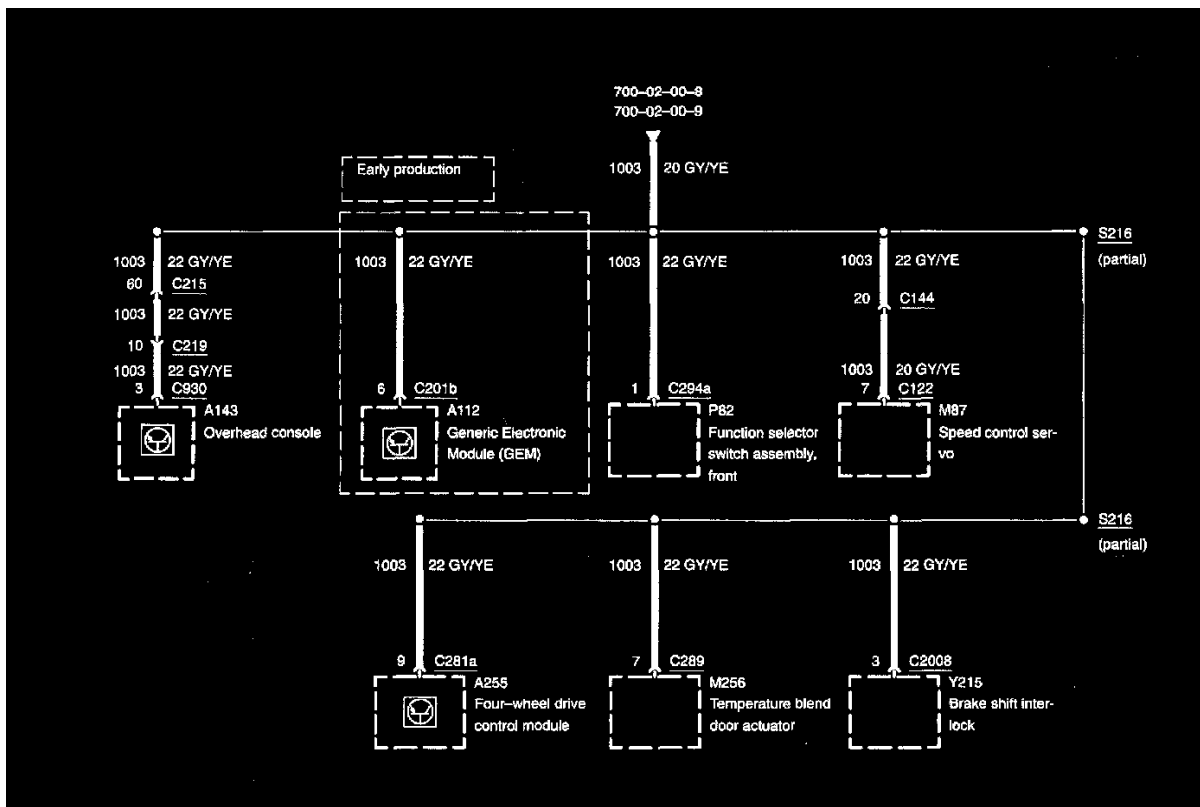 700–02–00–8
700–02–00–9
Early production
1003 20 GY/YE
S216
(partial)
1003 22 GY/YE
1003 22 GY/YE
1003 22 GY/YE
1003 22 GY/YE
60 C215
20 C144
1003 22 GY/YE
10 C219
1003 22 GY/YE
1003 20 GY/YE
3 C930
6 C201b
1 C294a
7 C122
A143
Overhead console
A112
Generic Electronic
Module (GEM)
P82
Function selector
switch assembly,
front
M87
Speed control ser-
vo
S216
(partial)
1003 22 GY/YE
1003 22 GY/YE
1003 22 GY/YE
9 C281a
7 C289
3 C2008
A255
Four–wheel drive
control module
M256
Temperature blend
door actuator
Y215
Brake shift inter-
lock